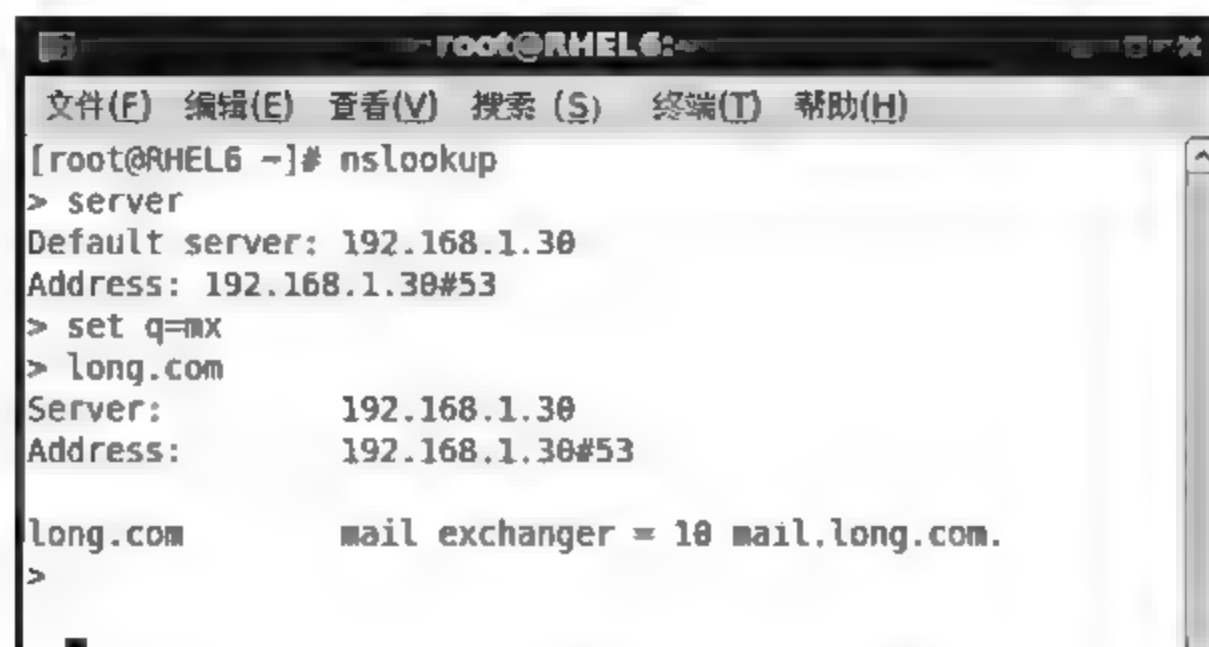 root@RHEL6:~
文件(F) 编辑(E) 查看(V) 搜索 (S) 终端(T) 帮助(H)
[root@RHEL6 ~]# nslookup
> server
Default server: 192.168.1.30
Address: 192.168.1.30#53
> set q=mx
> long.com
Server: 192.168.1.30
Address: 192.168.1.30#53
long.com mail exchanger = 10 mail.long.com.
>